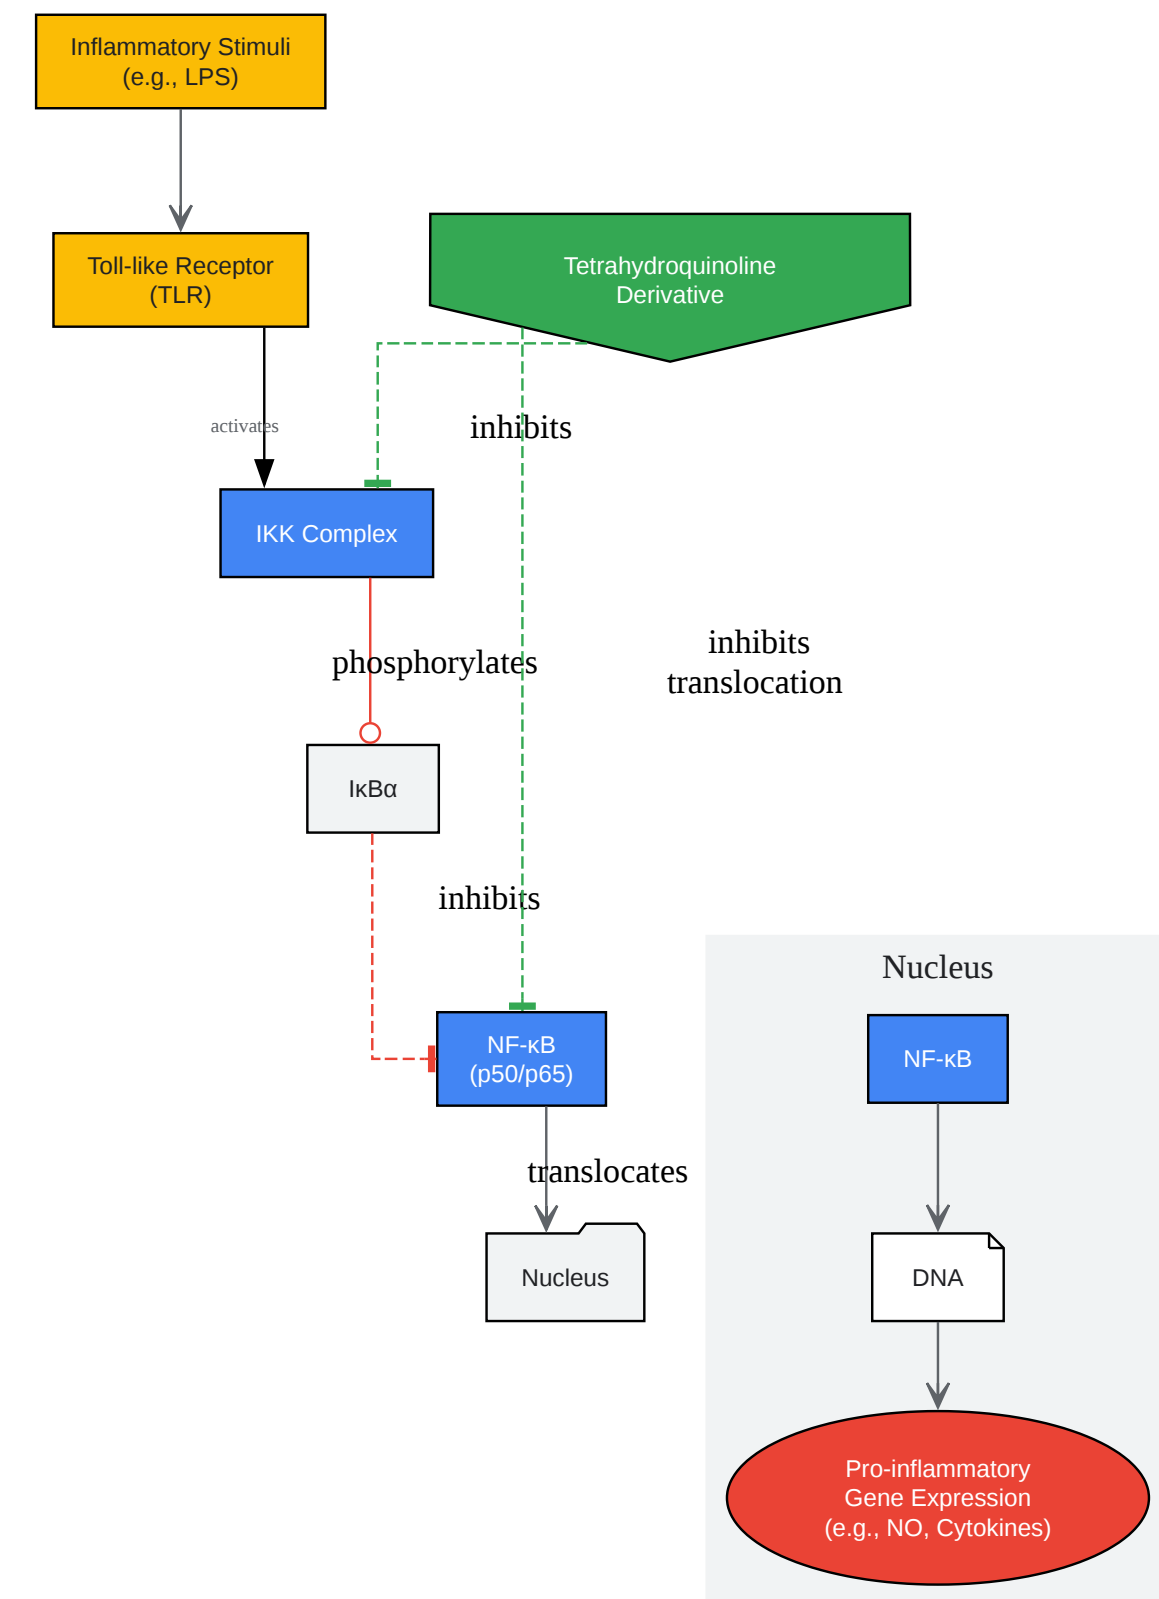 Inflammatory Stimuli
(e.g., LPS)
Toll-like Receptor
(TLR)
Tetrahydroquinoline
Derivative
activates
inhibits
IKK Complex
phosphorylates
inhibits
translocation
IκBα
inhibits
Nucleus
NF-κB
(p50/p65)
NF-κB
translocates
Nucleus
DNA
Pro-inflammatory
Gene Expression
(e.g., NO, Cytokines)